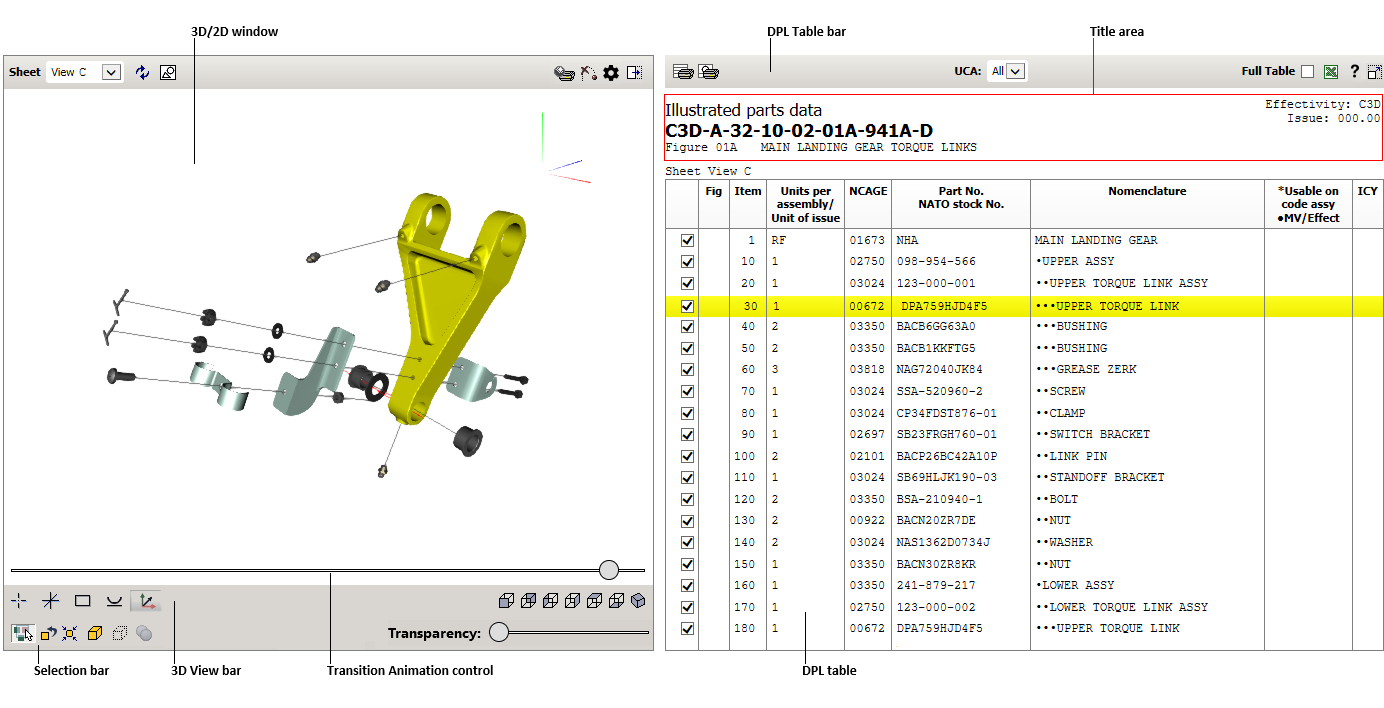 3D/2D window
DPL Table bar
Title area
Sheet View C
UCA: All
Full Table
?
Illustrated parts data
Effectivity: C3D
C3D-A-32-10-02-01A-941A-D
Issue: 000.00
Figure 01A MAIN LANDING GEAR TORQUE LINKS
Sheet View C
Fig Item Units per assembly/ Unit of issue NCAGE Part No. NATO stock No. Nomenclature *Usable on code assy ●MV/Effect ICY
1 RF 01673 NHA MAIN LANDING GEAR
10 1 02750 098-954-566 •UPPER ASSY
20 1 03024 123-000-001 ••UPPER TORQUE LINK ASSY
30 1 00672 DPA759HJD4F5 •••UPPER TORQUE LINK
40 2 03350 BACB6GG63A0 •••BUSHING
50 2 03350 BACB1KKFTG5 •••BUSHING
60 3 03818 NAG72040JK84 •••GREASE ZERK
70 1 03024 SSA-520960-2 ••SCREW
80 1 03024 CP34FDST876-01 ••CLAMP
90 1 02697 SB23FRGH760-01 ••SWITCH BRACKET
100 2 02101 BACP26BC42A10P ••LINK PIN
110 1 03024 SB69HLJK190-03 ••STANDOFF BRACKET
120 2 03350 BSA-210940-1 ••BOLT
130 2 00922 BACN20ZR7DE ••NUT
140 2 03024 NAS1362D0734J ••WASHER
150 1 03350 BACN30ZR8KR ••NUT
160 1 03350 241-879-217 •LOWER ASSY
170 1 02750 123-000-002 ••LOWER TORQUE LINK ASSY
180 1 00672 DPA759HJD4F5 •••UPPER TORQUE LINK
Transparency:
Selection bar
3D View bar
Transition Animation control
DPL table